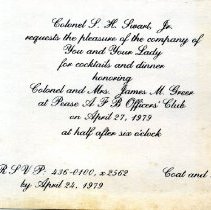 Colonel S. H. Swart, Jr.
requests the pleasure of the company of
You and Your Lady
for cocktails and dinner
honoring
Colonel and Mrs. James M. Greer
at Pease A F B Officers' Club
on April 27, 1979
at half after six o'clock
R S V P: 436-0100, x2562
by April 24, 1979
Coat and